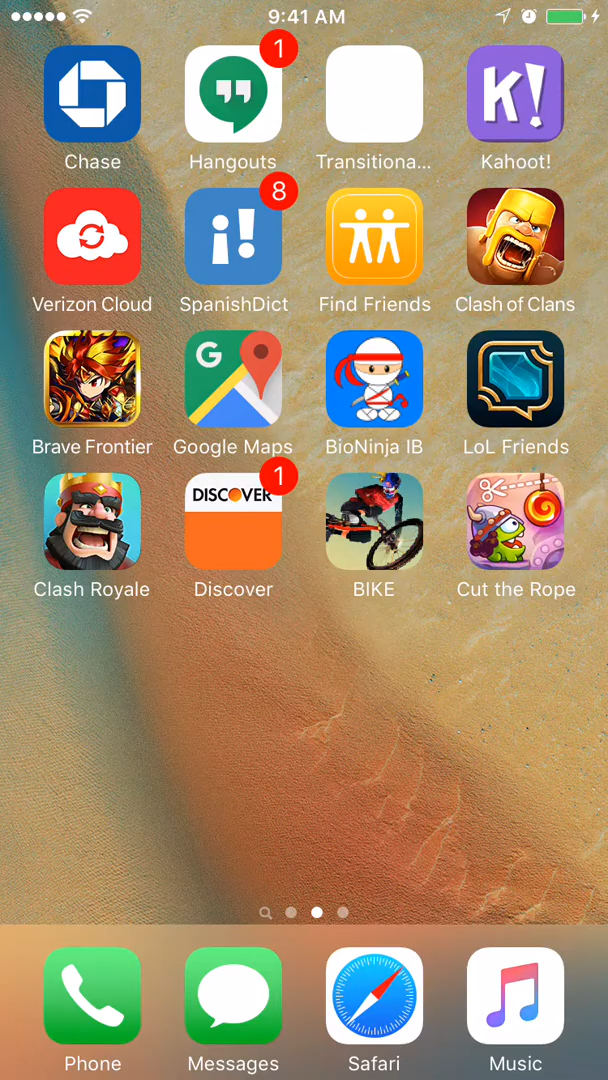 9:41 AM
1
Chase
Hangouts
Transitiona...
K!
Kahoot!
8
Verizon Cloud
SpanishDict
Find Friends
Clash of Clans
G
Brave Frontier
Google Maps
BioNinja IB
LoL Friends
1
DISCOVER
Clash Royale
Discover
BIKE
Cut the Rope
Phone
Messages
Safari
Music